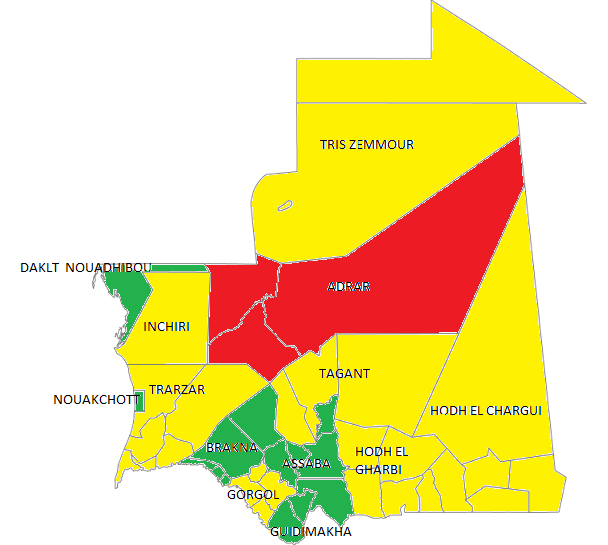 TRIS ZEMMOUR
DAKLT NOUADHIBOU
ADRAR
INCHIRI
TAGANT
TRARZAR
NOUAKCHOTT
HODH EL CHARGUI
BRAKNA
HODH EL
GHARBI
ASSABA
GORGOL
GUIDIMAKHA